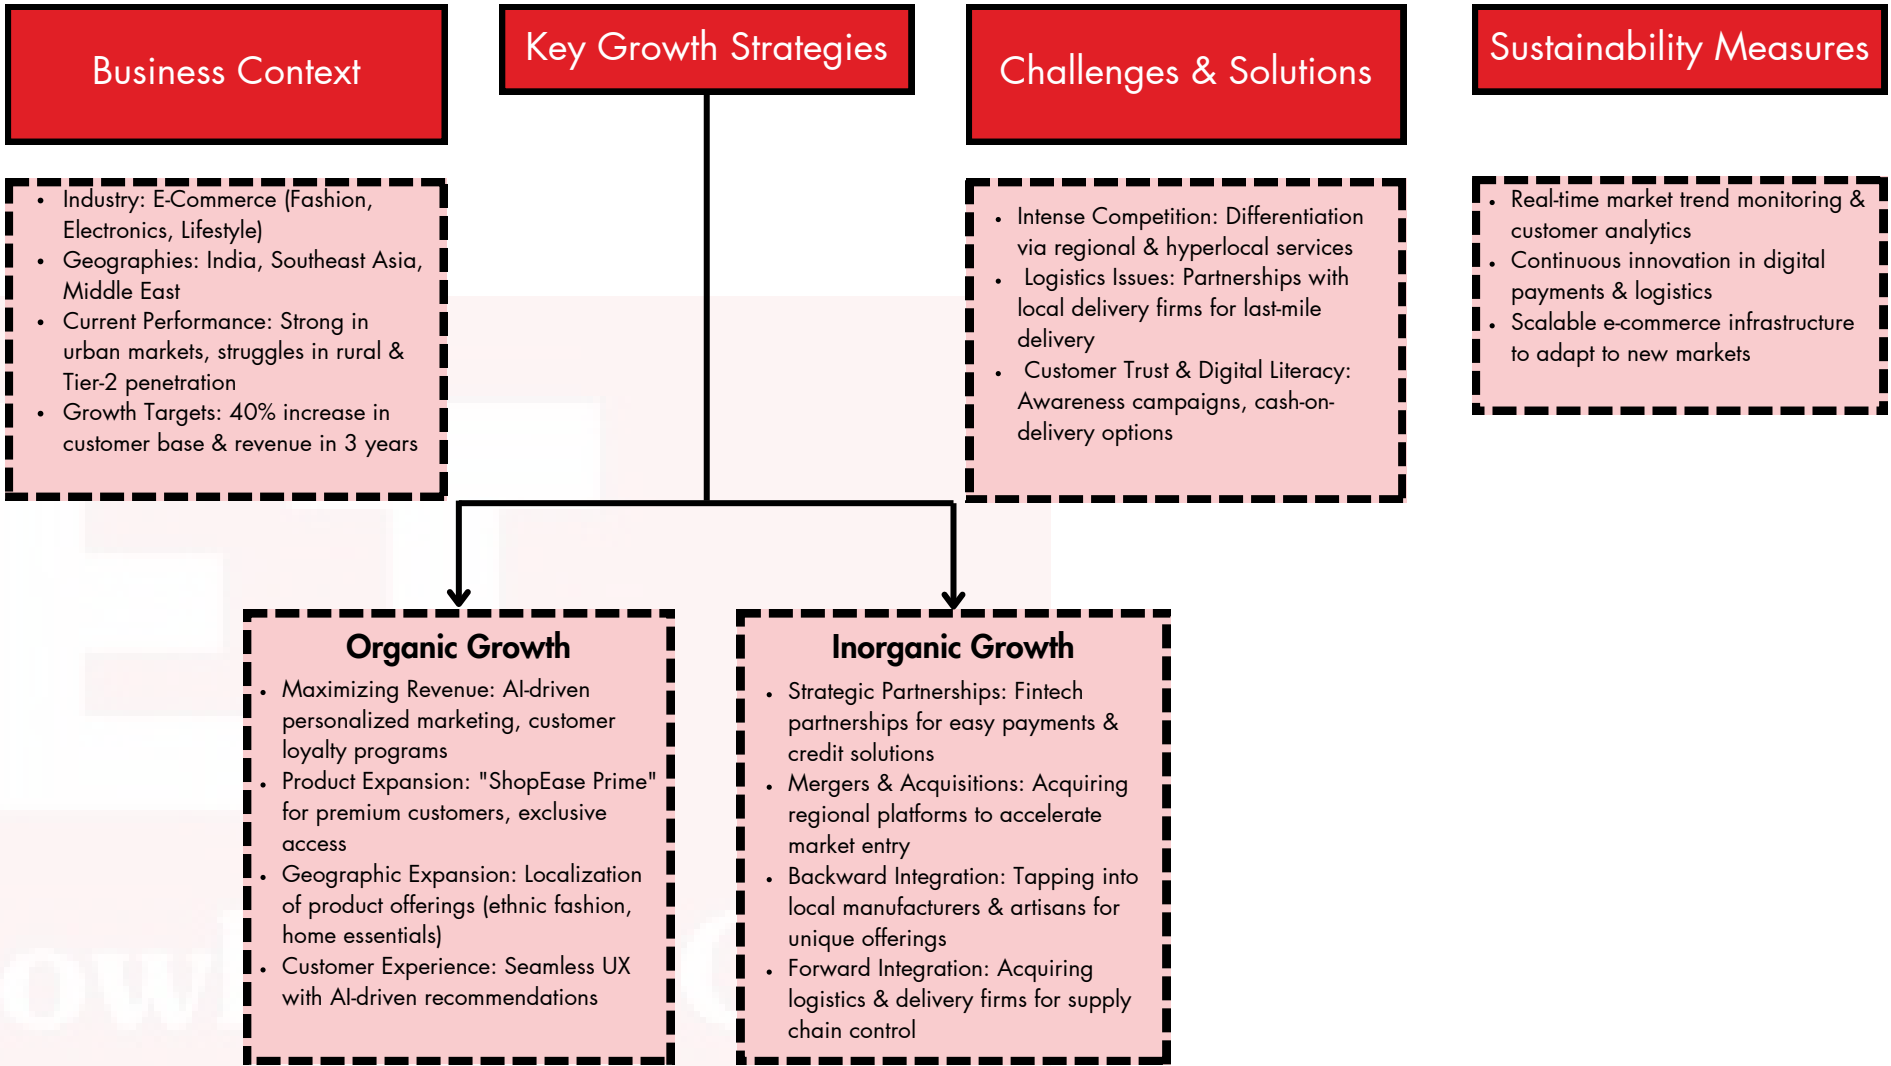 Business Context
Key Growth Strategies
Challenges & Solutions
Sustainability Measures
• Industry: E-Commerce (Fashion,
Electronics, Lifestyle)
• Geographies: India, Southeast Asia,
Middle East
• Current Performance: Strong in
urban markets, struggles in rural &
Tier-2 penetration
• Growth Targets: 40% increase in
customer base & revenue in 3 years
• Intense Competition: Differentiation
via regional & hyperlocal services
• Logistics Issues: Partnerships with
local delivery firms for last-mile
delivery
• Customer Trust & Digital Literacy:
Awareness campaigns, cash-on-
delivery options
• Real-time market trend monitoring &
customer analytics
• Continuous innovation in digital
payments & logistics
• Scalable e-commerce infrastructure
to adapt to new markets
Organic Growth
• Maximizing Revenue: AI-driven
personalized marketing, customer
loyalty programs
• Product Expansion: "ShopEase Prime"
for premium customers, exclusive
access
• Geographic Expansion: Localization
of product offerings (ethnic fashion,
home essentials)
• Customer Experience: Seamless UX
with AI-driven recommendations
Inorganic Growth
• Strategic Partnerships: Fintech
partnerships for easy payments &
credit solutions
• Mergers & Acquisitions: Acquiring
regional platforms to accelerate
market entry
• Backward Integration: Tapping into
local manufacturers & artisans for
unique offerings
• Forward Integration: Acquiring
logistics & delivery firms for supply
chain control